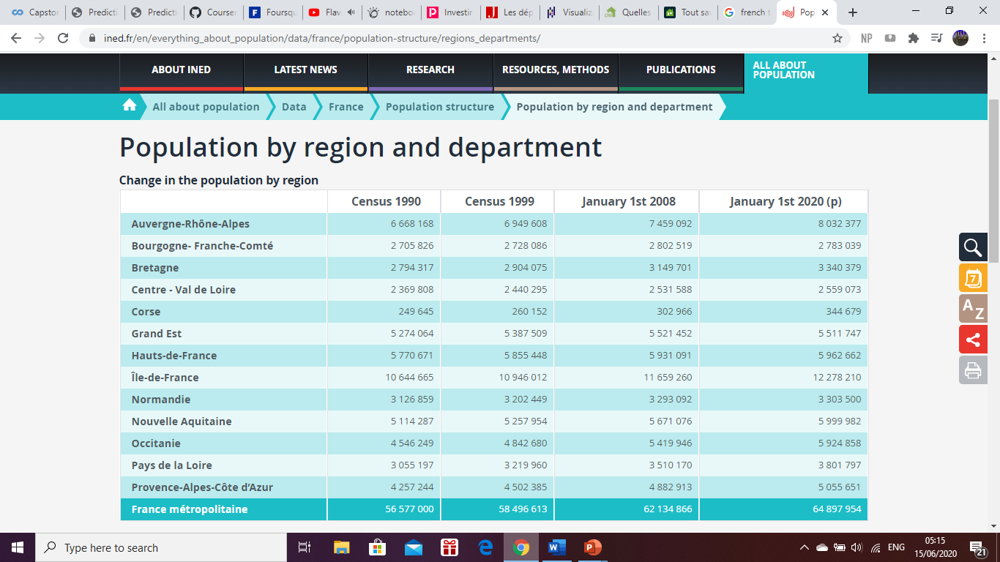 Capstor
Predicti
Predicti
Courser
Foursqu
Flav
notebo
Investir
Les dép
Visualiz
Quelles
Tout sav
french t
Pop
ined.fr/en/everything_about_population/data/france/population-structure/regions_departments/
NP
ABOUT INED LATEST NEWS RESEARCH RESOURCES, METHODS PUBLICATIONS ALL ABOUT
POPULATION
All about population Data France Population structure Population by region and department
Population by region and department
Change in the population by region
Census 1990 Census 1999 January 1st 2008 January 1st 2020 (p)
Auvergne-Rhône-Alpes 6 668 168 6 949 608 7 459 092 8 032 377
Bourgogne- Franche-Comté 2 705 826 2 728 086 2 802 519 2 783 039
Bretagne 2 794 317 2 904 075 3 149 701 3 340 379
Centre - Val de Loire 2 369 808 2 440 295 2 531 588 2 559 073
Corse 249 645 260 152 302 966 344 679
Grand Est 5 274 064 5 387 509 5 521 452 5 511 747
Hauts-de-France 5 770 671 5 855 448 5 931 091 5 962 662
Île-de-France 10 644 665 10 946 012 11 659 260 12 278 210
Normandie 3 126 859 3 202 449 3 293 092 3 303 500
Nouvelle Aquitaine 5 114 287 5 257 954 5 671 076 5 999 982
Occitanie 4 546 249 4 842 680 5 419 946 5 924 858
Pays de la Loire 3 055 197 3 219 960 3 510 170 3 801 797
Provence-Alpes-Côte d’Azur 4 257 244 4 502 385 4 882 913 5 055 651
France métropolitaine 56 577 000 58 496 613 62 134 866 64 897 954
7
A Z
Type here to search
ENG
05:15
15/06/2020
21